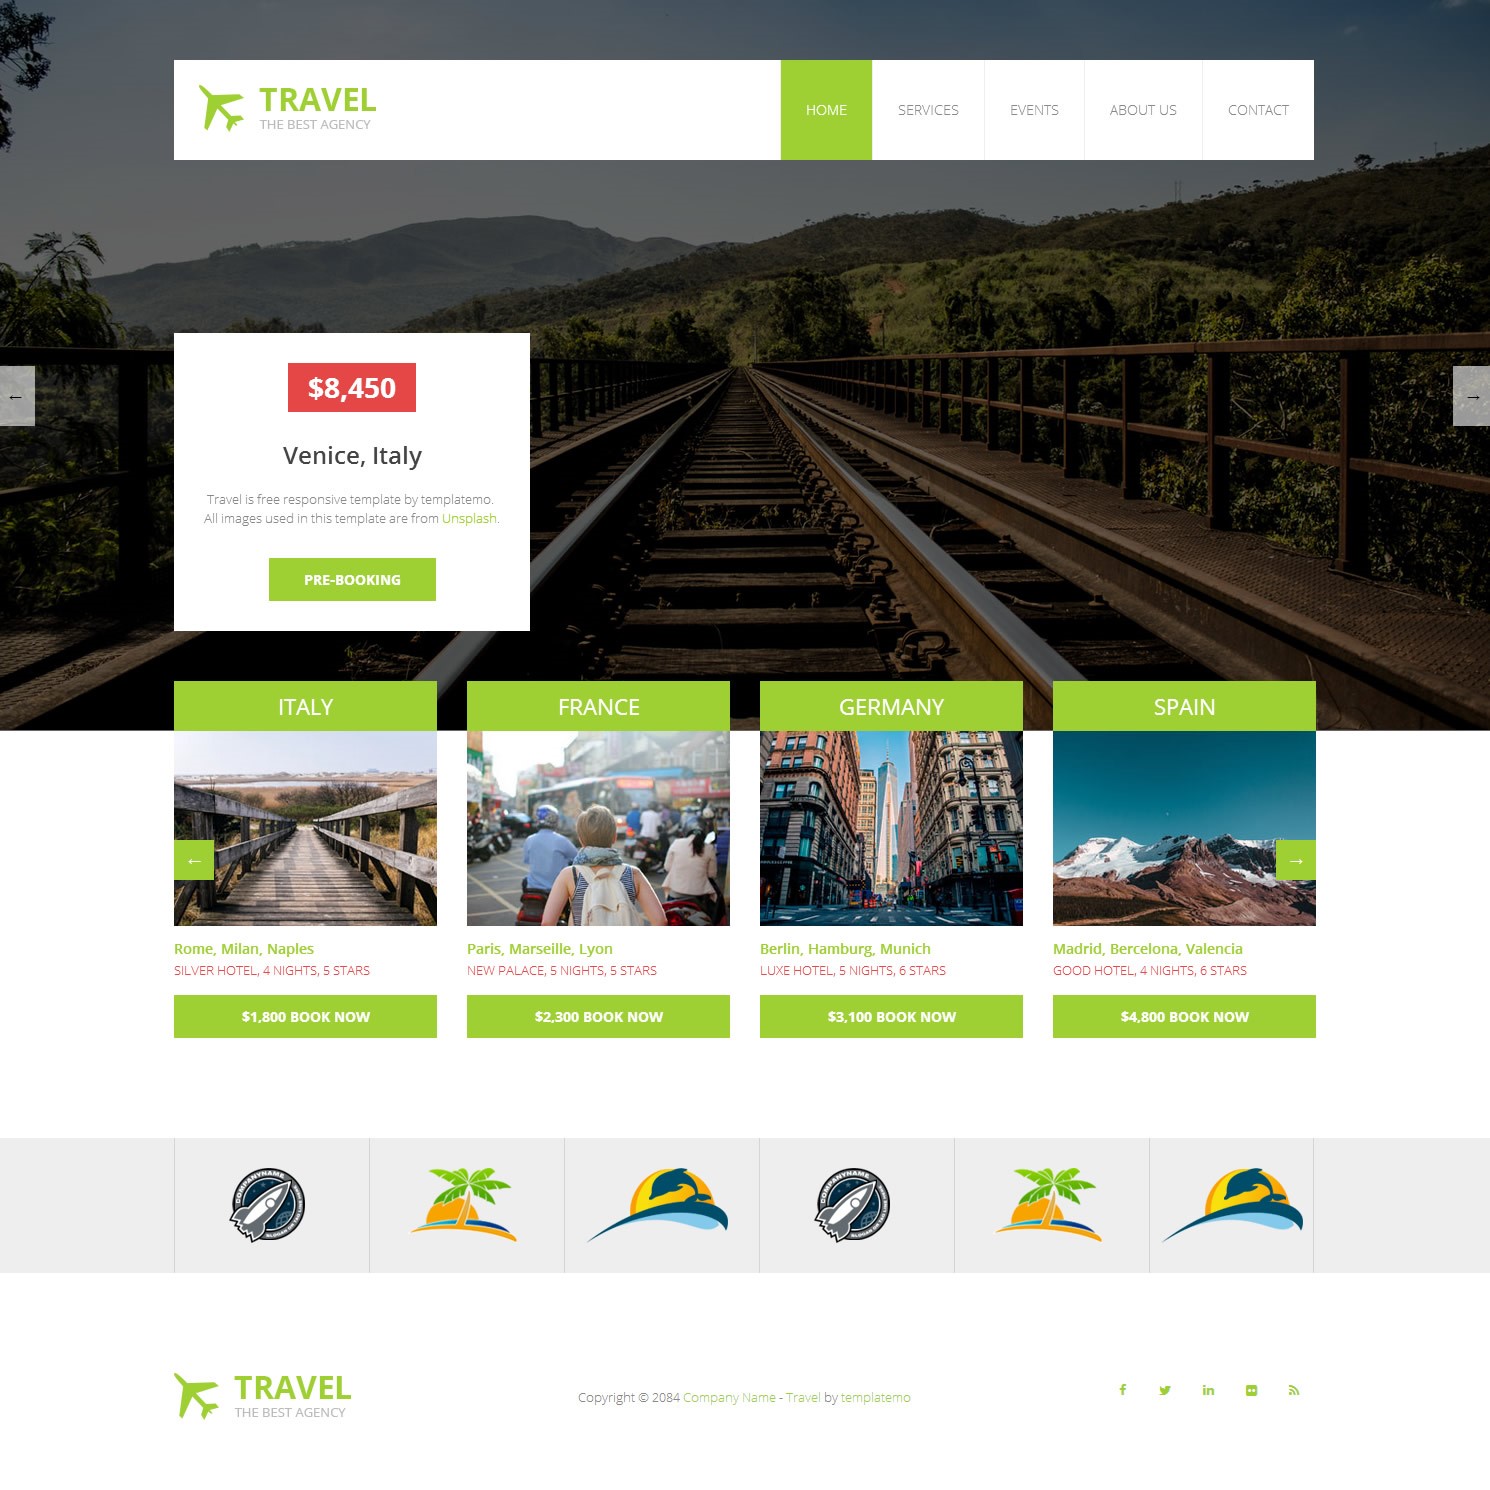 TRAVEL
THE BEST AGENCY
HOME
SERVICES
EVENTS
ABOUT US
CONTACT
←
→
$8,450
Venice, Italy
Travel is free responsive template by templatemo.
All images used in this template are from Unsplash.
PRE-BOOKING
ITALY
FRANCE
GERMANY
SPAIN
←
→
Rome, Milan, Naples
SILVER HOTEL, 4 NIGHTS, 5 STARS
$1,800 BOOK NOW
Paris, Marseille, Lyon
NEW PALACE, 5 NIGHTS, 5 STARS
$2,300 BOOK NOW
Berlin, Hamburg, Munich
LUXE HOTEL, 5 NIGHTS, 6 STARS
$3,100 BOOK NOW
Madrid, Bercelona, Valencia
GOOD HOTEL, 4 NIGHTS, 6 STARS
$4,800 BOOK NOW
COMPANYNAME
COMPANYNAME
TRAVEL
THE BEST AGENCY
Copyright © 2084 Company Name - Travel by templatemo